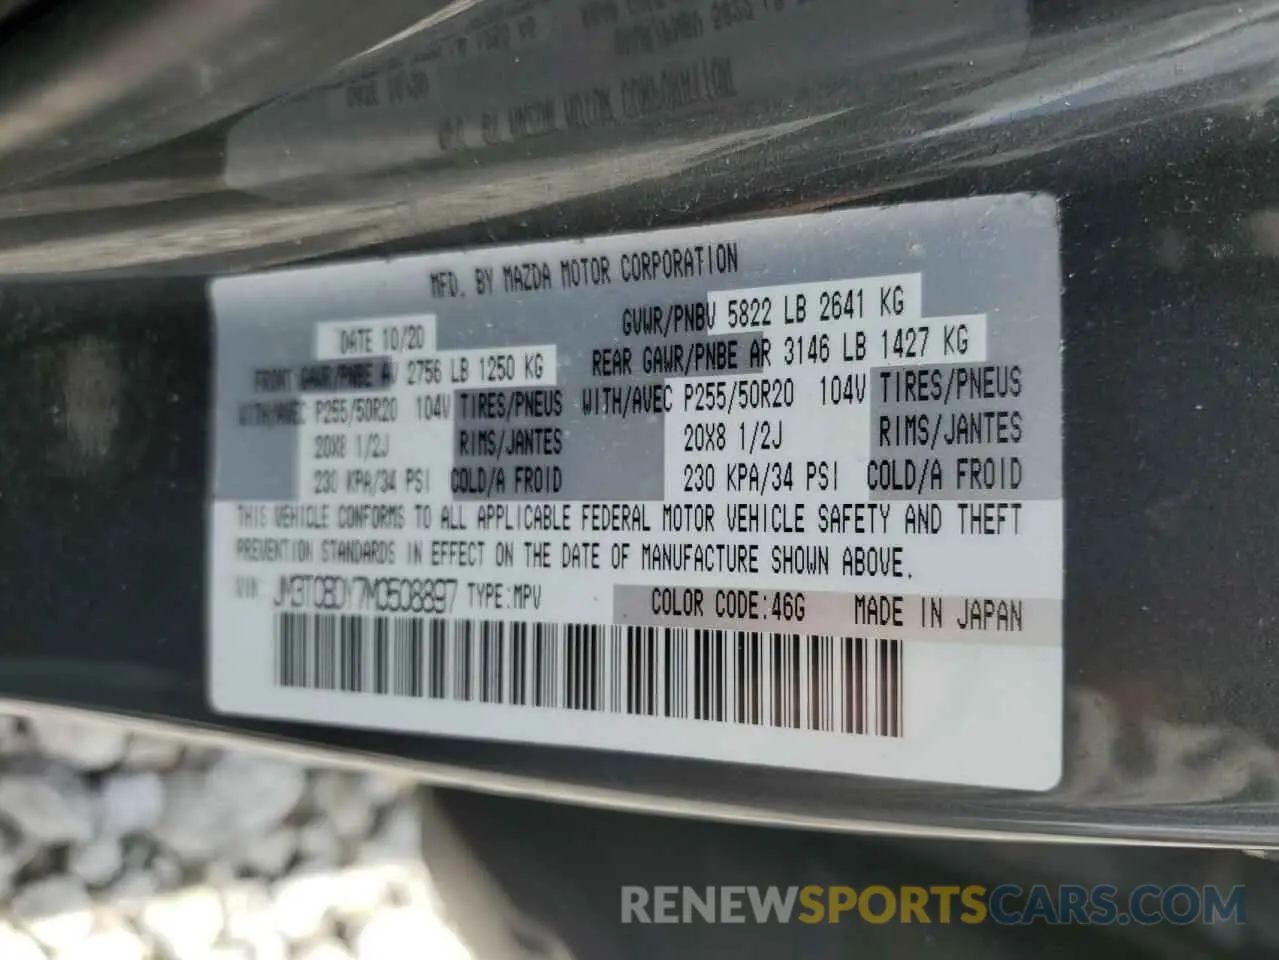 MFD. BY MAZDA MOTOR CORPORATION
DATE 10/20
GVWR/PNBV 5822 LB 2641 KG
FRONT GAWR/PNBE AV 2756 LB 1250 KG
REAR GAWR/PNBE AR 3146 LB 1427 KG
WITH/AVEC P255/50R20 104V TIRES/PNEUS
WITH/AVEC P255/50R20 104V TIRES/PNEUS
20X8 1/2J RIMS/JANTES
20X8 1/2J RIMS/JANTES
230 KPA/34 PSI COLD/A FROID
230 KPA/34 PSI COLD/A FROID
THIS VEHICLE CONFORMS TO ALL APPLICABLE FEDERAL MOTOR VEHICLE SAFETY AND THEFT
PREVENTION STANDARDS IN EFFECT ON THE DATE OF MANUFACTURE SHOWN ABOVE.
VIN: JM3TCBDY7M0508897 TYPE:MPV COLOR CODE:46G MADE IN JAPAN
RENEWSPORTSCARS.COM